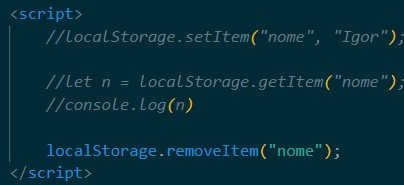 <script>
//localStorage.setItem("nome", "Igor");
//let n = localStorage.getItem("nome");
//console.log(n)
localStorage.removeItem("nome");
</script>